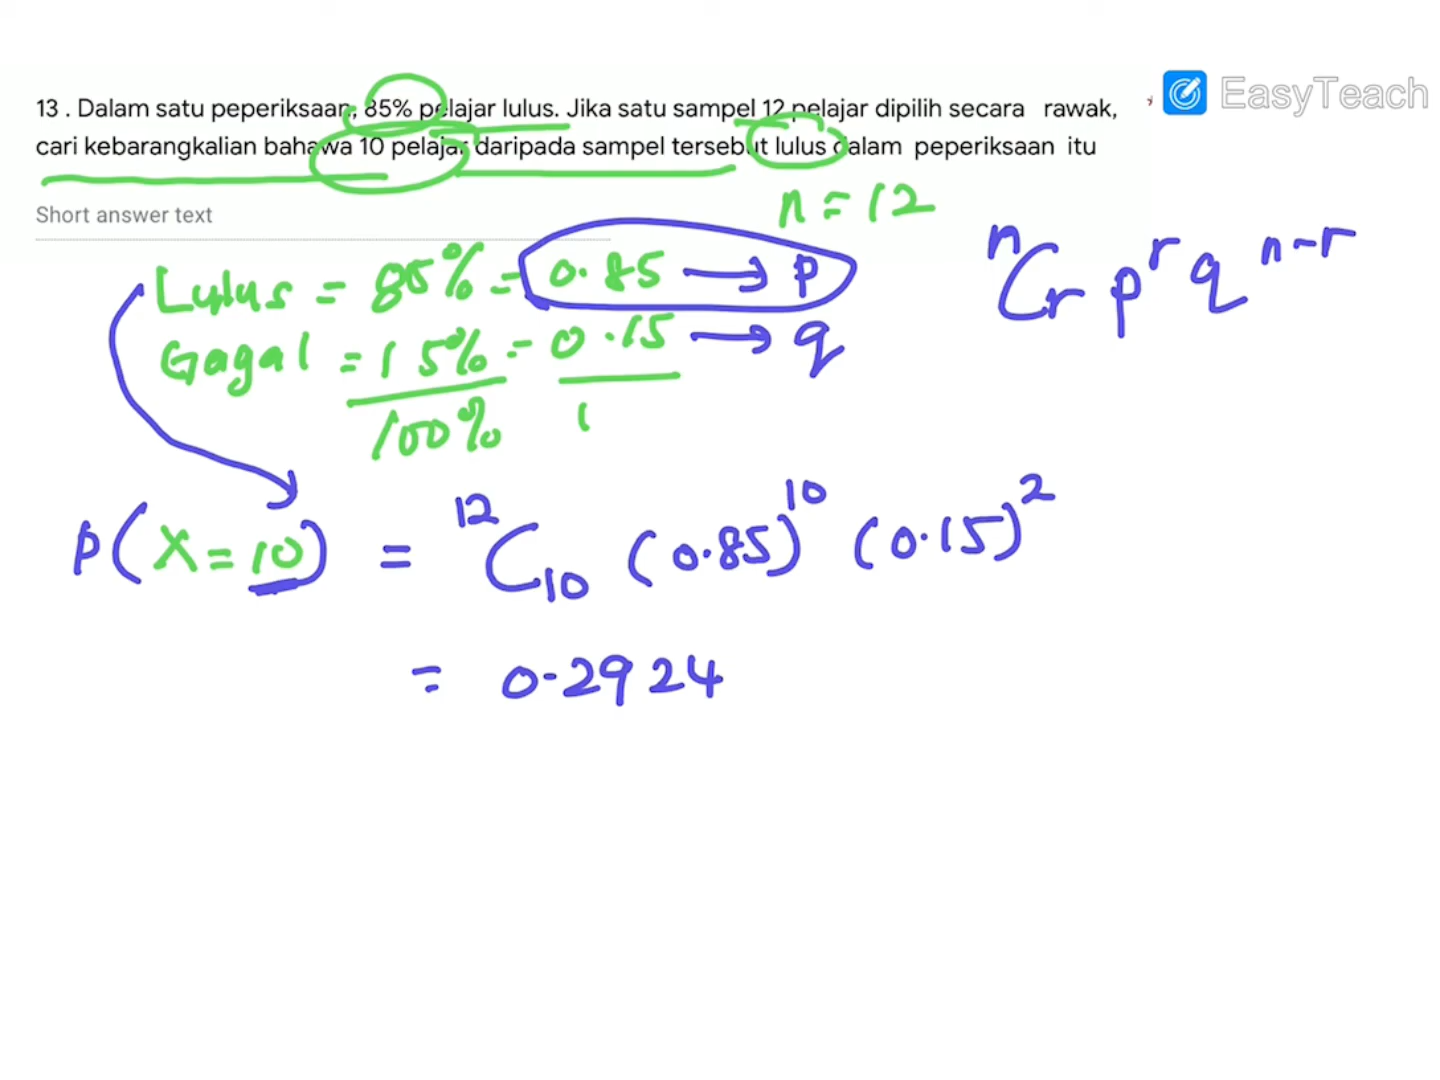 EasyTeach
13 . Dalam satu peperiksaan, 85% pelajar lulus. Jika satu sampel 12 pelajar dipilih secara rawak, *
cari kebarangkalian bahawa 10 pelajar daripada sampel tersebut lulus dalam peperiksaan itu
Short answer text
n = 12
Lulus = 85% = 0.85 → p
nCr p^r q^n-r
Gagal = 15% = 0.15 → q
100% 1
P(X = 10) = 12C10 (0.85)^10 (0.15)^2
= 0.2924